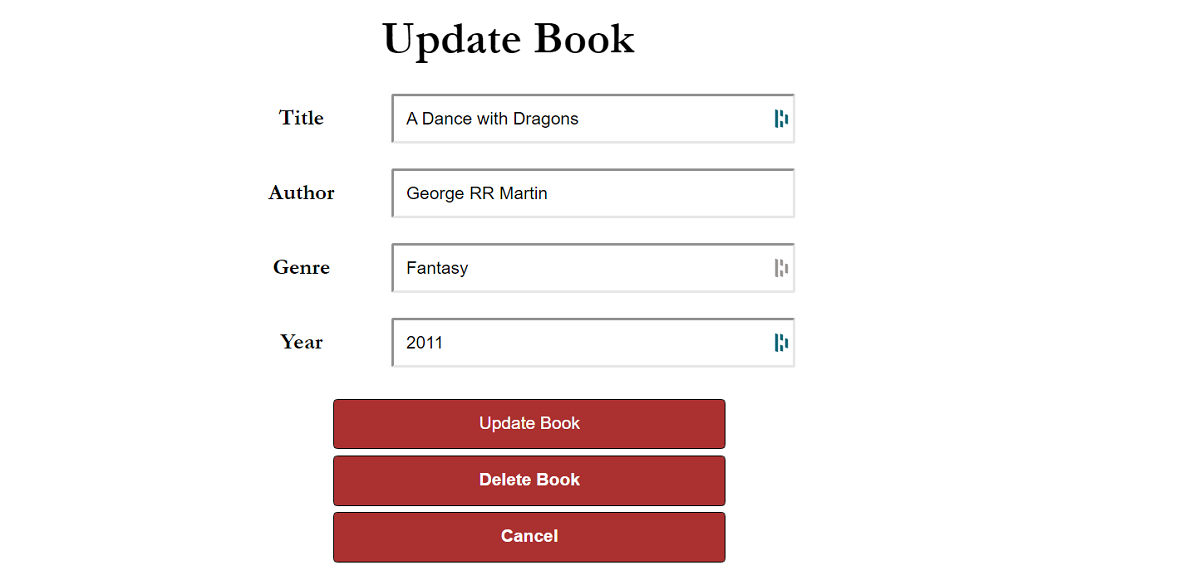 Update Book
Title A Dance with Dragons
Author George RR Martin
Genre Fantasy
Year 2011
Update Book
Delete Book
Cancel